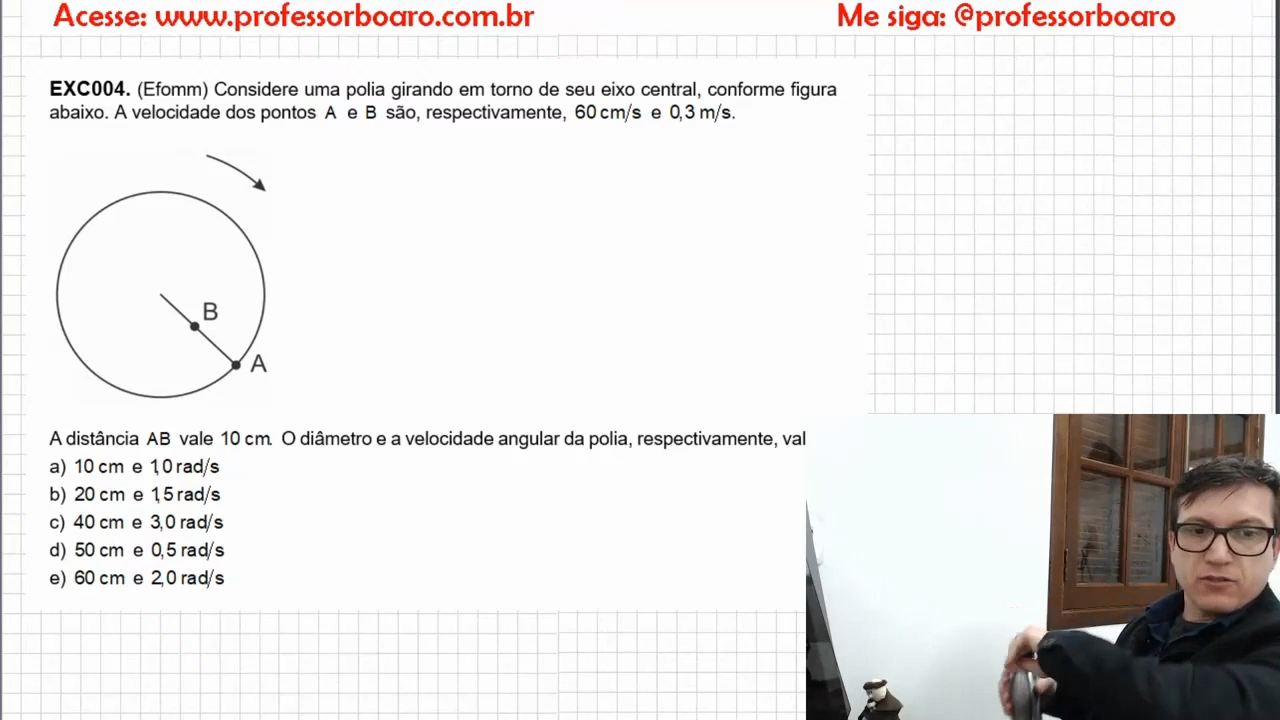 Acesse: www.professorboaro.com.br
Me siga: @professorboaro
EXC004. (Efomm) Considere uma polia girando em torno de seu eixo central, conforme figura
abaixo. A velocidade dos pontos A e B são, respectivamente, 60 cm/s e 0,3 m/s.
B
A
A distância AB vale 10 cm. O diâmetro e a velocidade angular da polia, respectivamente, val
a) 10 cm e 1,0 rad/s
b) 20 cm e 1,5 rad/s
c) 40 cm e 3,0 rad/s
d) 50 cm e 0,5 rad/s
e) 60 cm e 2,0 rad/s